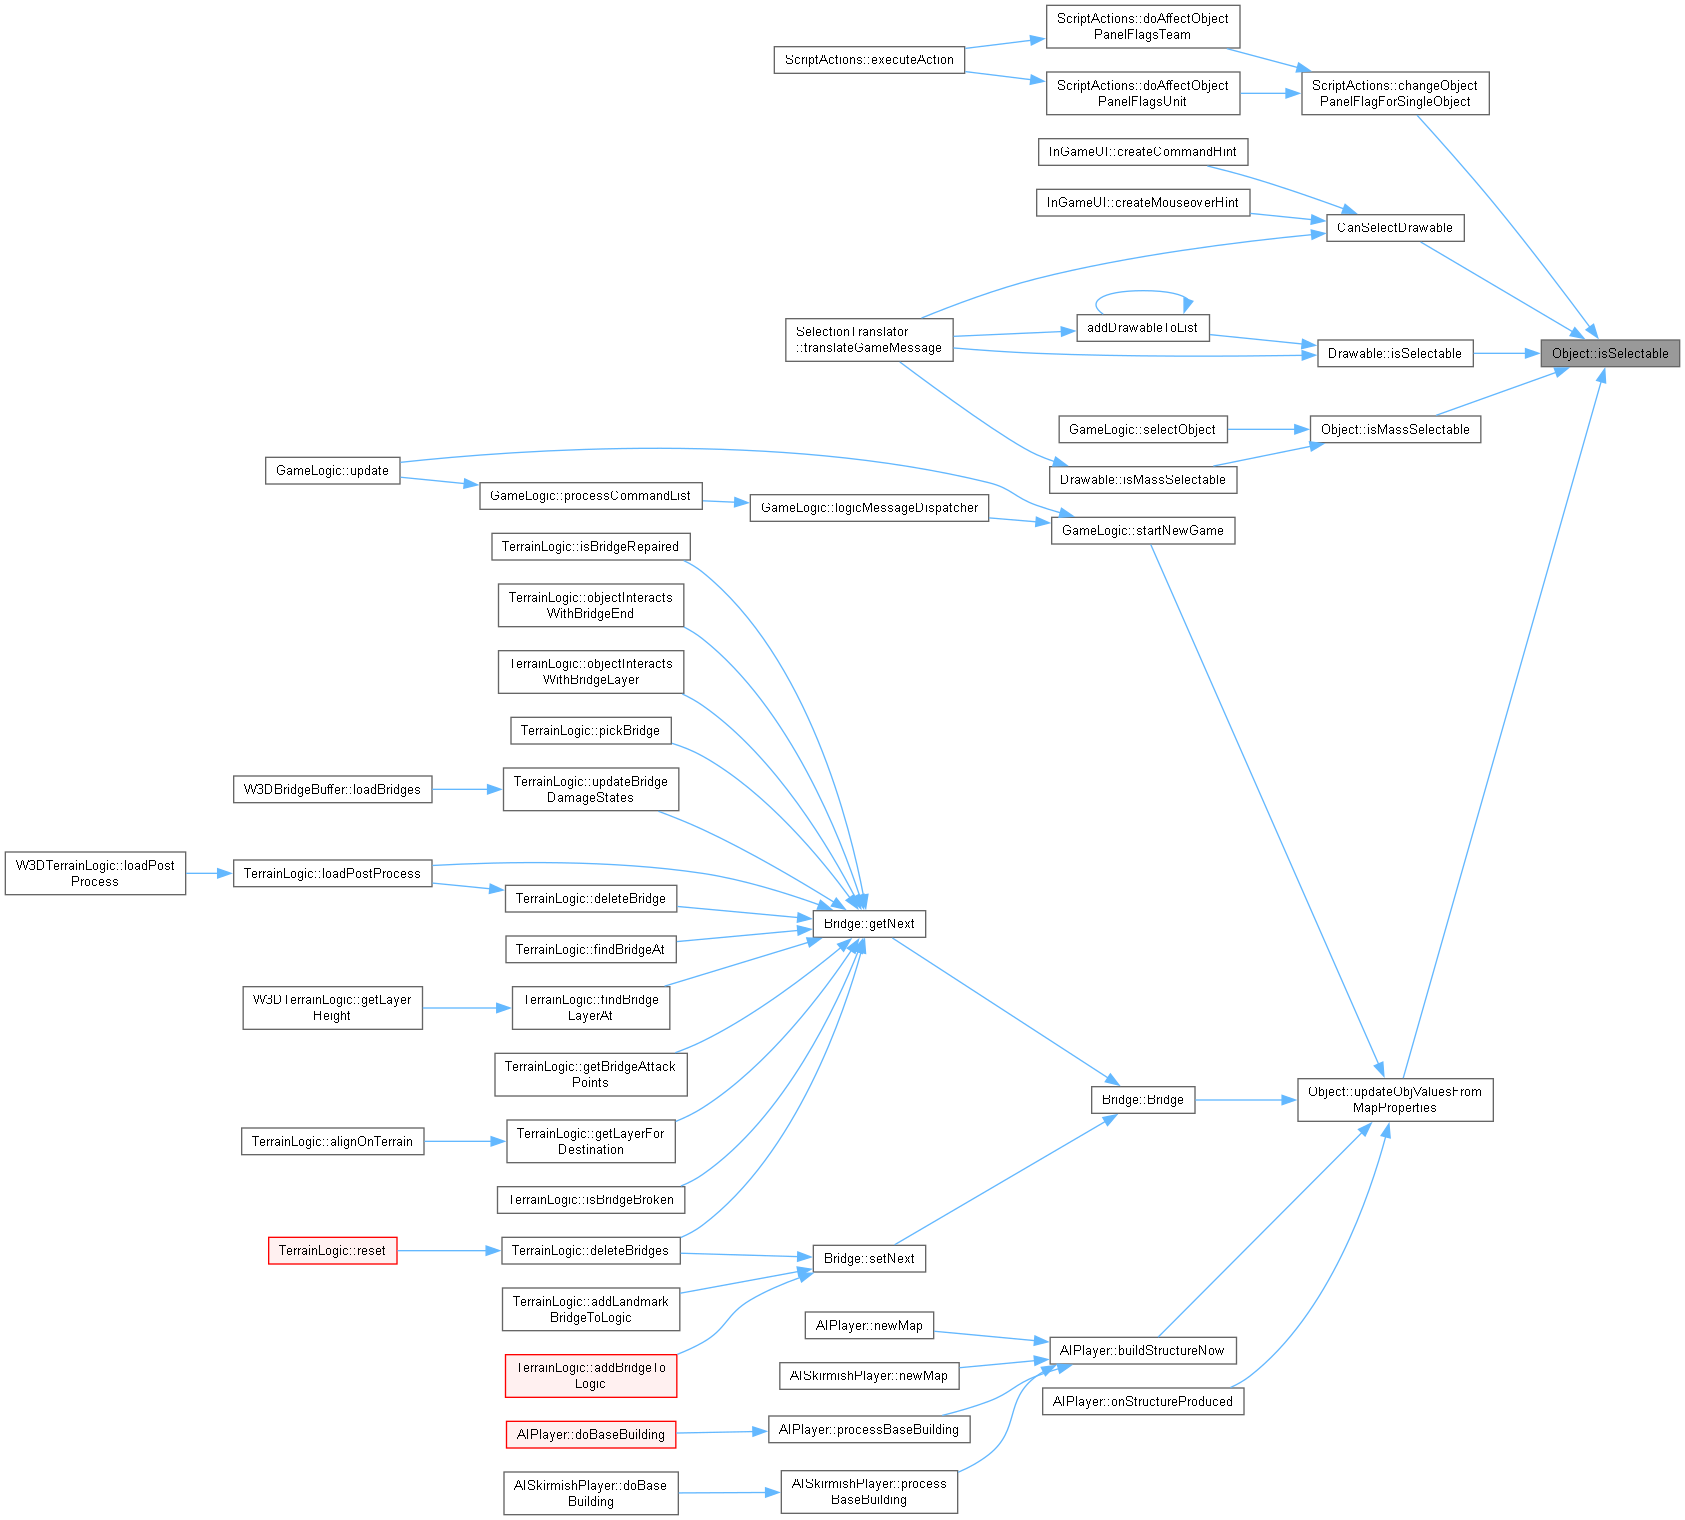 ScriptActions::doAffectObject
PanelFlagsTeam
ScriptActions::executeAction
ScriptActions::doAffectObject
PanelFlagsUnit
ScriptActions::changeObject
PanelFlagForSingleObject
InGameUI::createCommandHint
InGameUI::createMouseoverHint
CanSelectDrawable
SelectionTranslator
::translateGameMessage
addDrawableToList
Drawable::isSelectable
Object::isSelectable
GameLogic::selectObject
Object::isMassSelectable
GameLogic::update
Drawable::isMassSelectable
GameLogic::processCommandList
GameLogic::logicMessageDispatcher
GameLogic::startNewGame
TerrainLogic::isBridgeRepaired
TerrainLogic::objectInteracts
WithBridgeEnd
TerrainLogic::objectInteracts
WithBridgeLayer
TerrainLogic::pickBridge
W3DBridgeBuffer::loadBridges
TerrainLogic::updateBridge
DamageStates
W3DTerrainLogic::loadPost
Process
TerrainLogic::loadPostProcess
TerrainLogic::deleteBridge
Bridge::getNext
TerrainLogic::findBridgeAt
W3DTerrainLogic::getLayer
Height
TerrainLogic::findBridge
LayerAt
TerrainLogic::getBridgeAttack
Points
Bridge::Bridge
Object::updateObjValuesFrom
MapProperties
TerrainLogic::alignOnTerrain
TerrainLogic::getLayerFor
Destination
TerrainLogic::isBridgeBroken
TerrainLogic::reset
TerrainLogic::deleteBridges
Bridge::setNext
TerrainLogic::addLandmark
BridgeToLogic
AIPlayer::newMap
AIPlayer::buildStructureNow
TerrainLogic::addBridgeTo
Logic
AISkirmishPlayer::newMap
AIPlayer::onStructureProduced
AIPlayer::doBaseBuilding
AIPlayer::processBaseBuilding
AISkirmishPlayer::doBase
Building
AISkirmishPlayer::process
BaseBuilding